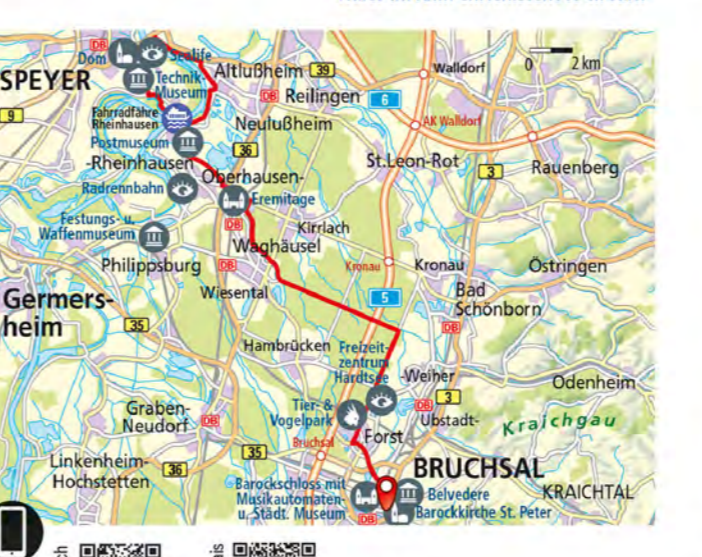 DB
Dom
Sealife
SPEYER
Technik-
Museum
Altlußheim
39
Walldorf
0 2 km
DB
Reilingen
6
9
Fahrradfähre
Rheinhausen
Neulußheim
AK Walldorf
Postmuseum
36
-Rheinhausen
St.Leon-Rot
3
Rauenberg
Oberhausen-
Radrennbahn
Eremitage
Festungs- u.
Waffenmuseum
DB
Kirrlach
Waghäusel
Philippsburg
DB
Kronau
Kronau
Östringen
Wiesental
5
Bad
Schönborn
Germers-
heim
35
DB
Hambrücken
Freizeit-
zentrum
Hardtsee
-Weiher
Odenheim
3
Graben-
Neudorf
DB
Tier- &
Vogelpark
DB
Ubstadt-
Kraichgau
Bruchsal
Forst
35
Linkenheim-
Hochstetten
36
BRUCHSAL
Barockschloss mit
Musikautomaten-
u. Städt. Museum
Belvedere
KRAICHTAL
Barockkirche St. Peter
DB